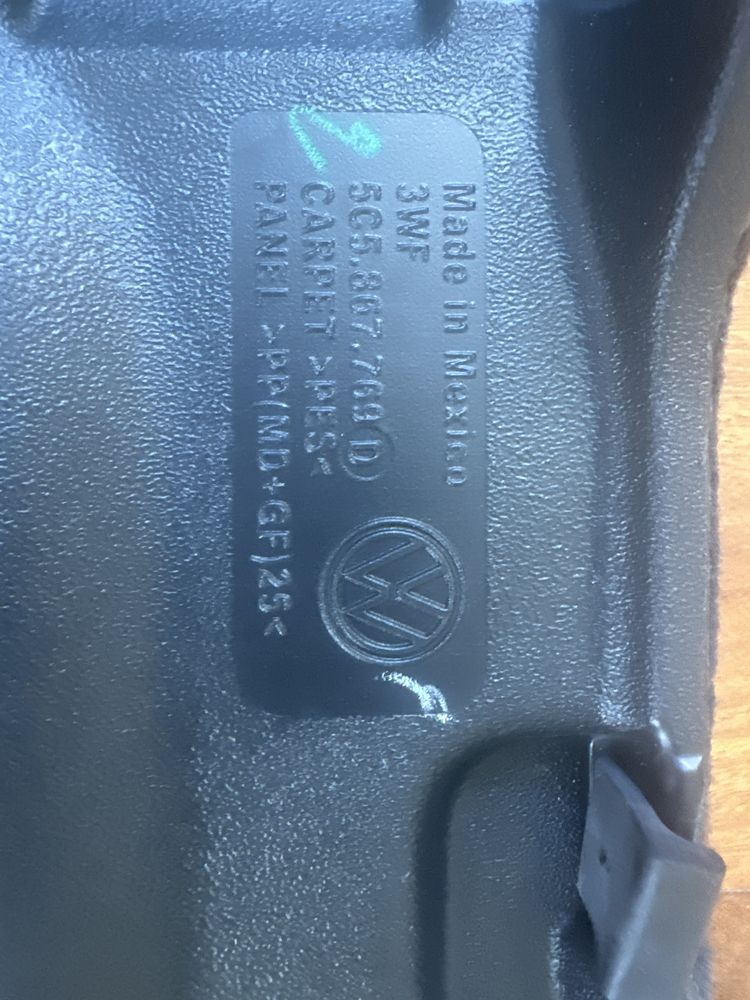 Made in Mexico
3WF
5C5.867.769 D
CARPET >PES<
PANEL >PP(MD+GF)25<